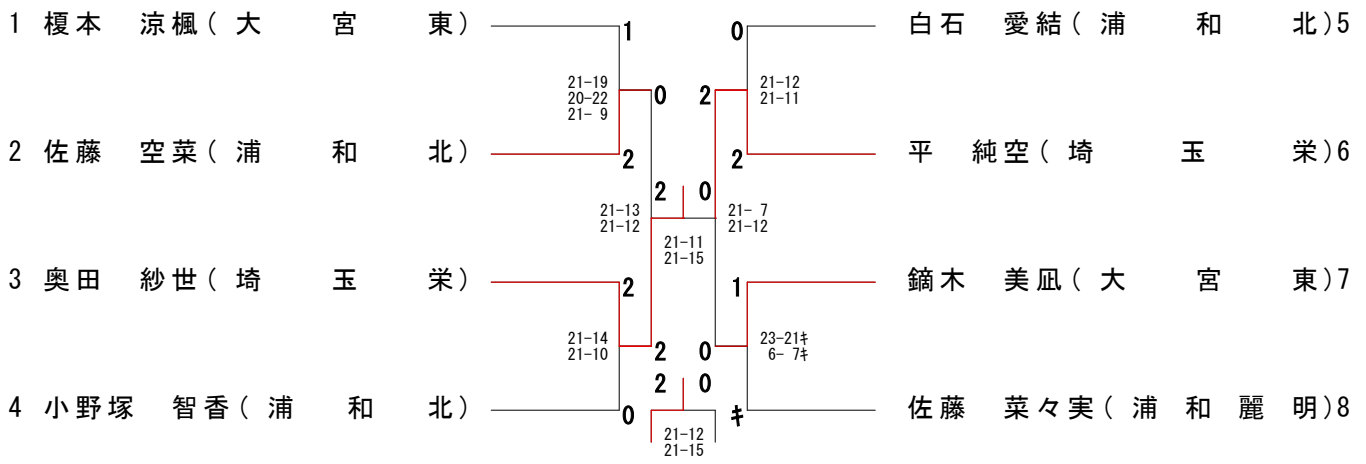 1 榎本 涼楓(大宮東) 1 0 白石 愛結(浦和北)5
21-19 21-12
20-22 0 2 21-11
21- 9
2 佐藤 空菜(浦和北) 2 2 平 純空(埼玉栄)6
2 0
21-13 21- 7
21-12 21-12
21-11
21-15
3 奥田 紗世(埼玉栄) 2 1 鏑木 美凪(大宮東)7
21-14 23-21キ
21-10 2 0 6- 7キ
2 0
4 小野塚 智香(浦和北) 0 キ 佐藤 菜々実(浦和麗明)8
21-12
21-15